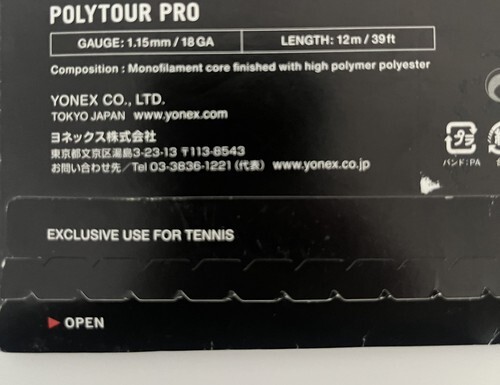 POLYTOUR PRO
GAUGE: 1.15mm / 18 GA
LENGTH: 12m / 39ft
Composition : Monofilament core finished with high polymer polyester
YONEX CO., LTD.
TOKYO JAPAN www.yonex.com
ヨネックス株式会社
東京都文京区湯島3-23-13 〒113-8543
お問い合わせ先／Tel 03-3836-1221 (代表) www.yonex.co.jp
プラ
バンド:PA
EXCLUSIVE USE FOR TENNIS
▶ OPEN